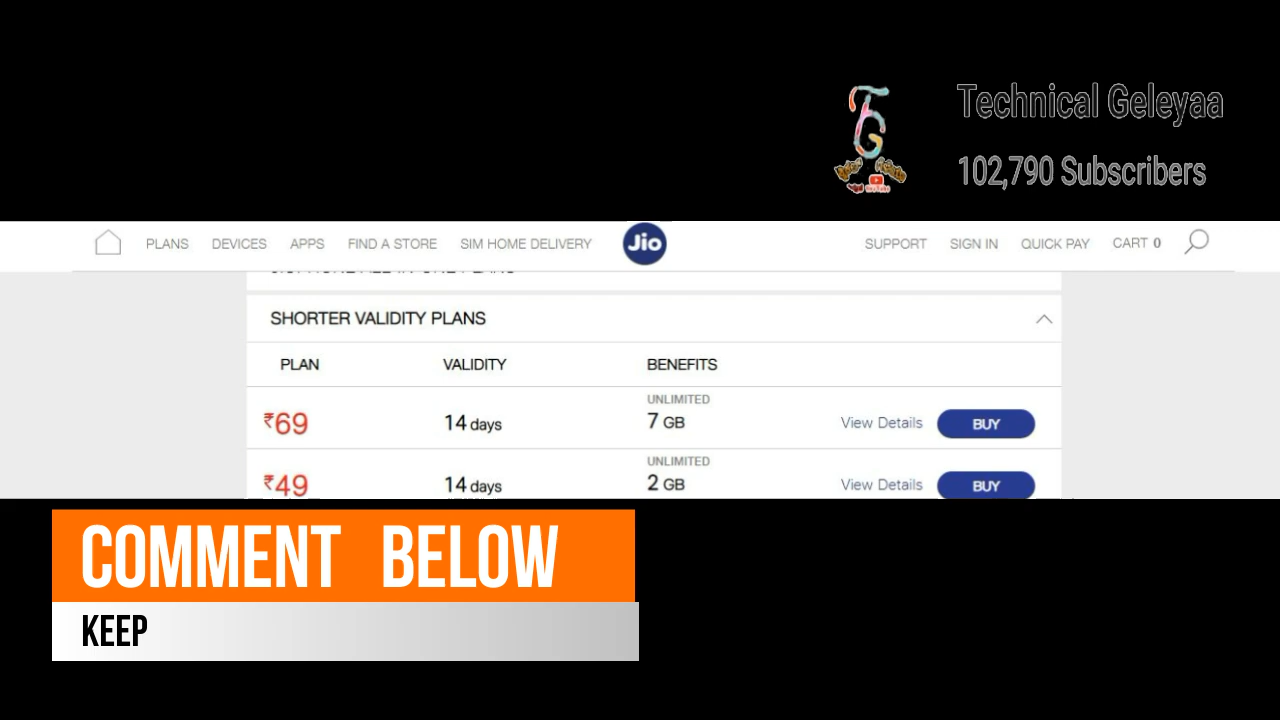 Technical Geleyaa
102,790 Subscribers
PLANS DEVICES APPS FIND A STORE SIM HOME DELIVERY Jio SUPPORT SIGN IN QUICK PAY CART 0
SHORTER VALIDITY PLANS
PLAN VALIDITY BENEFITS
UNLIMITED
₹69 14 days 7 GB View Details BUY
UNLIMITED
₹49 14 days 2 GB View Details BUY
COMMENT BELOW
KEEP